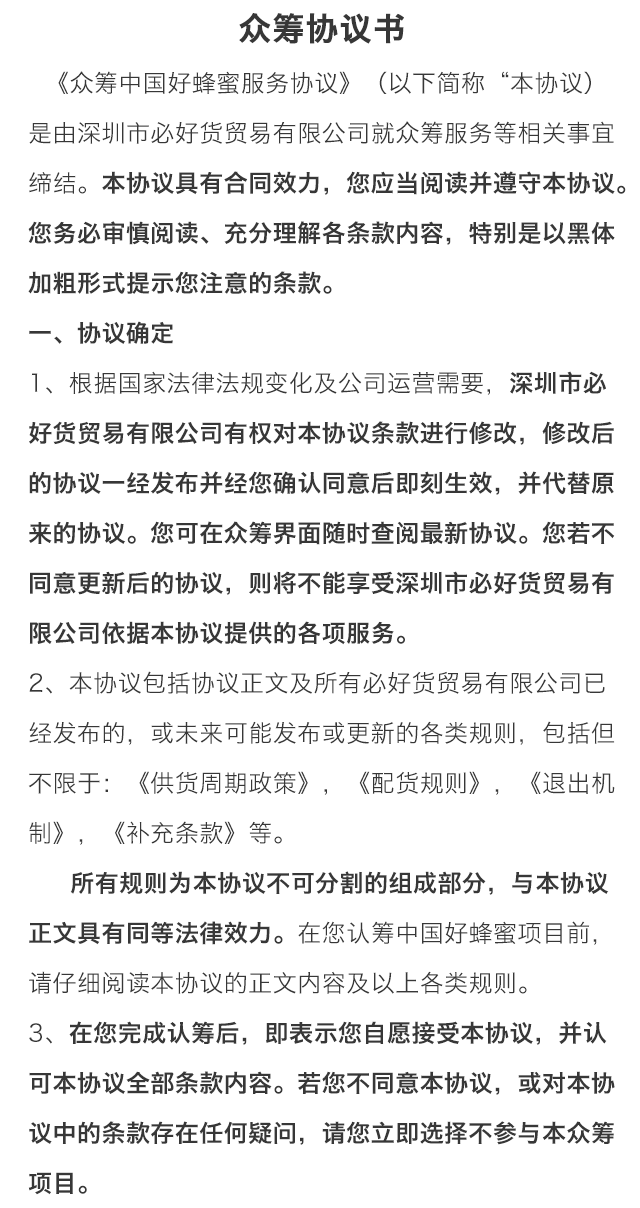 众筹协议书
《众筹中国好蜂蜜服务协议》（以下简称“本协议）
是由深圳市必好货贸易有限公司就众筹服务等相关事宜
缔结。本协议具有合同效力，您应当阅读并遵守本协议。
您务必审慎阅读、充分理解各条款内容，特别是以黑体
加粗形式提示您注意的条款。
一、协议确定
1、根据国家法律法规变化及公司运营需要，深圳市必
好货贸易有限公司有权对本协议条款进行修改，修改后
的协议一经发布并经您确认同意后即刻生效，并代替原
来的协议。您可在众筹界面随时查阅最新协议。您若不
同意更新后的协议，则将不能享受深圳市必好货贸易有
限公司依据本协议提供的各项服务。
2、本协议包括协议正文及所有必好货贸易有限公司已
经发布的，或未来可能发布或更新的各类规则，包括但
不限于：《供货周期政策》，《配货规则》，《退出机
制》，《补充条款》等。
所有规则为本协议不可分割的组成部分，与本协议
正文具有同等法律效力。在您认筹中国好蜂蜜项目前，
请仔细阅读本协议的正文内容及以上各类规则。
3、在您完成认筹后，即表示您自愿接受本协议，并认
可本协议全部条款内容。若您不同意本协议，或对本协
议中的条款存在任何疑问，请您立即选择不参与本众筹
项目。